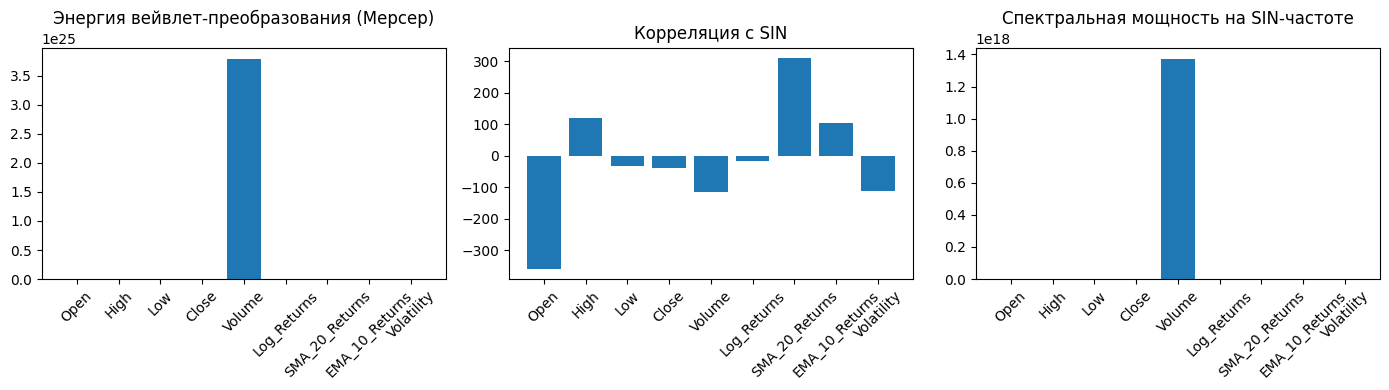 Энергия вейвлет-преобразования (Мерсер)
1e25
3.5
3.0
2.5
2.0
1.5
1.0
0.5
0.0
Open
High
Low
Close
Volume
Log_Returns
SMA_20_Returns
EMA_10_Returns
Volatility
Корреляция с SIN
300
200
100
0
−100
−200
−300
Open
High
Low
Close
Volume
Log_Returns
SMA_20_Returns
EMA_10_Returns
Volatility
Спектральная мощность на SIN-частоте
1e18
1.4
1.2
1.0
0.8
0.6
0.4
0.2
0.0
Open
High
Low
Close
Volume
Log_Returns
SMA_20_Returns
EMA_10_Returns
Volatility